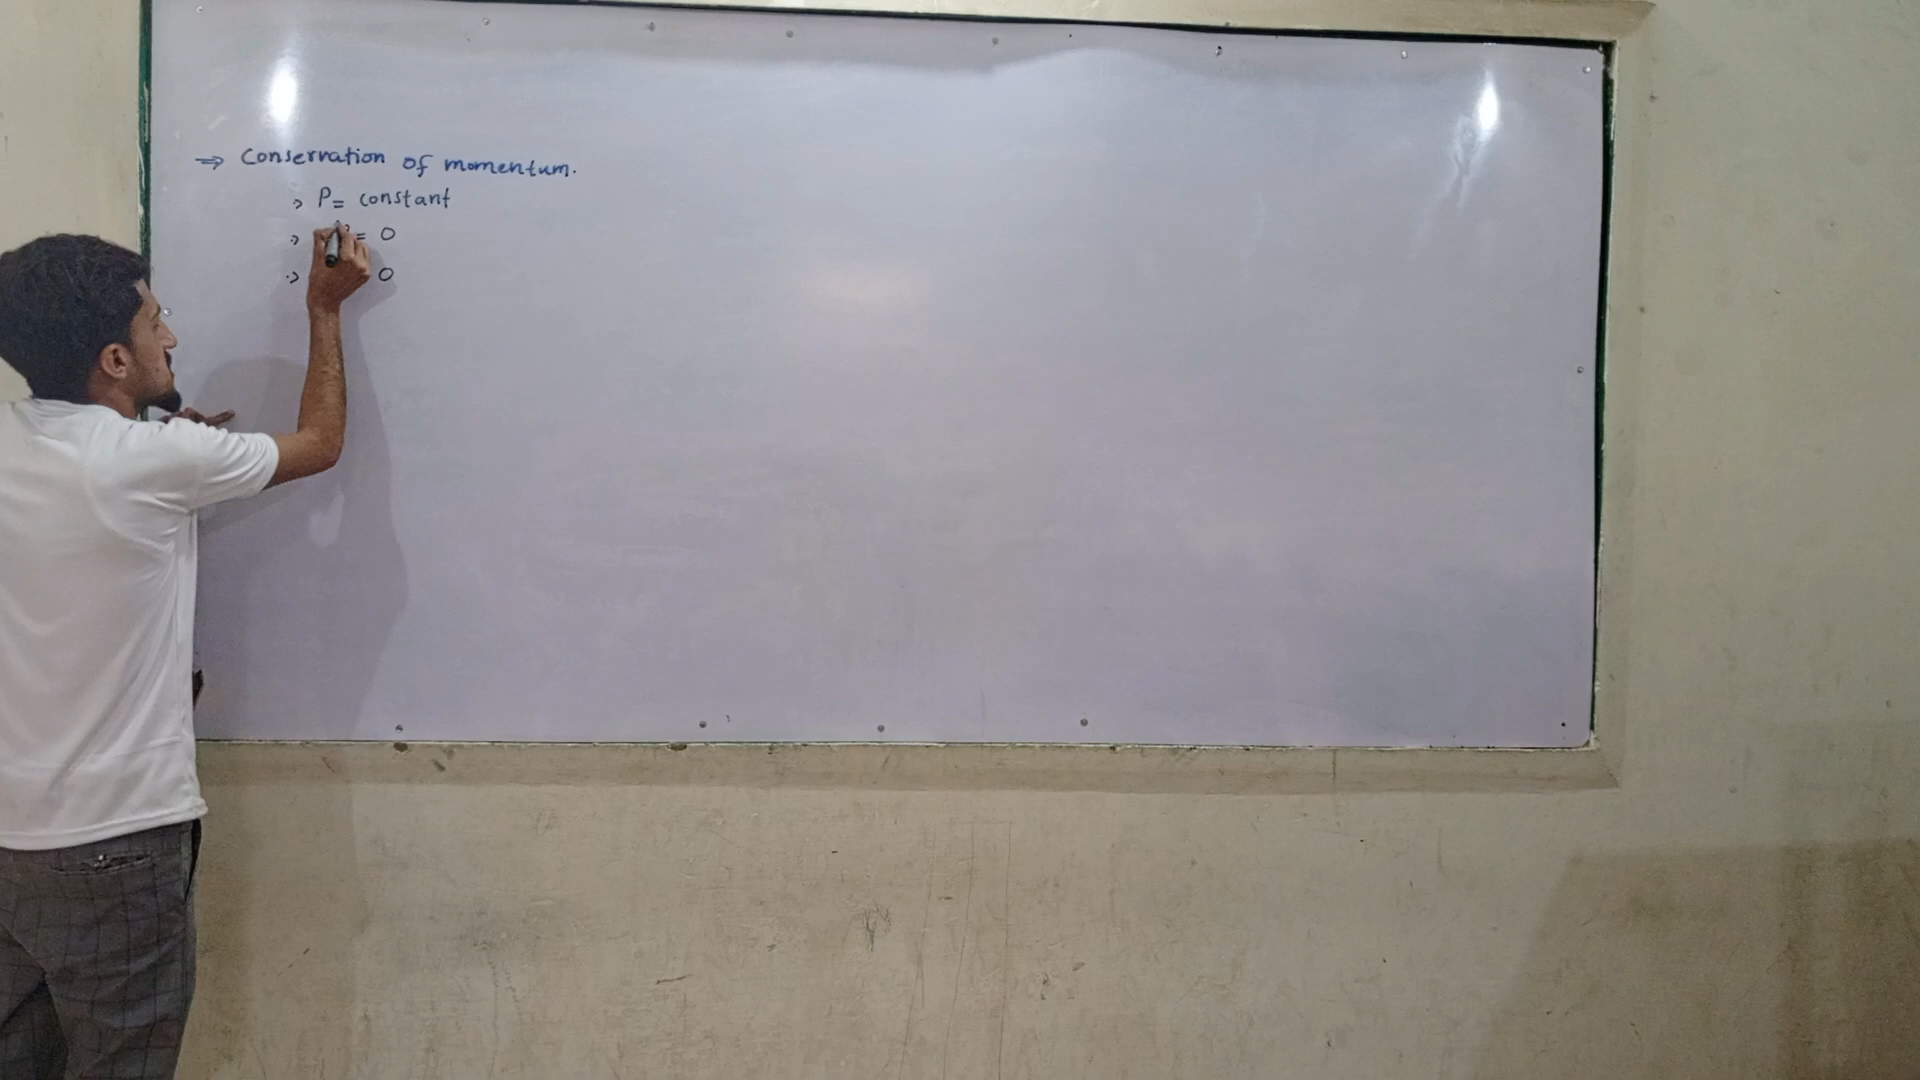 ⇒ Conservation of momentum.
> P = constant
> = 0
> 0